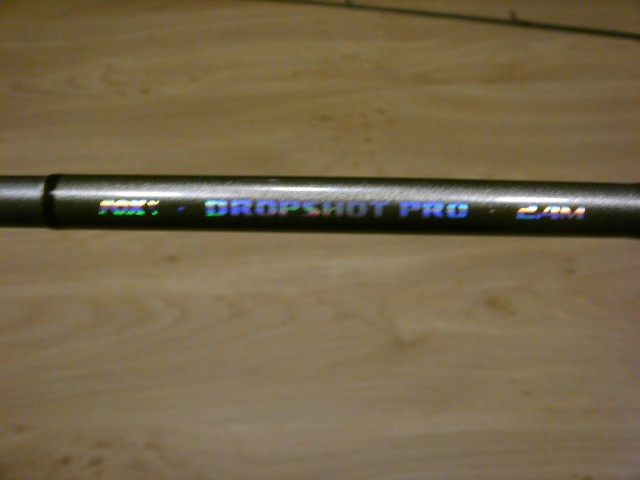 FOX · DROPSHOT PRO · 2.4M